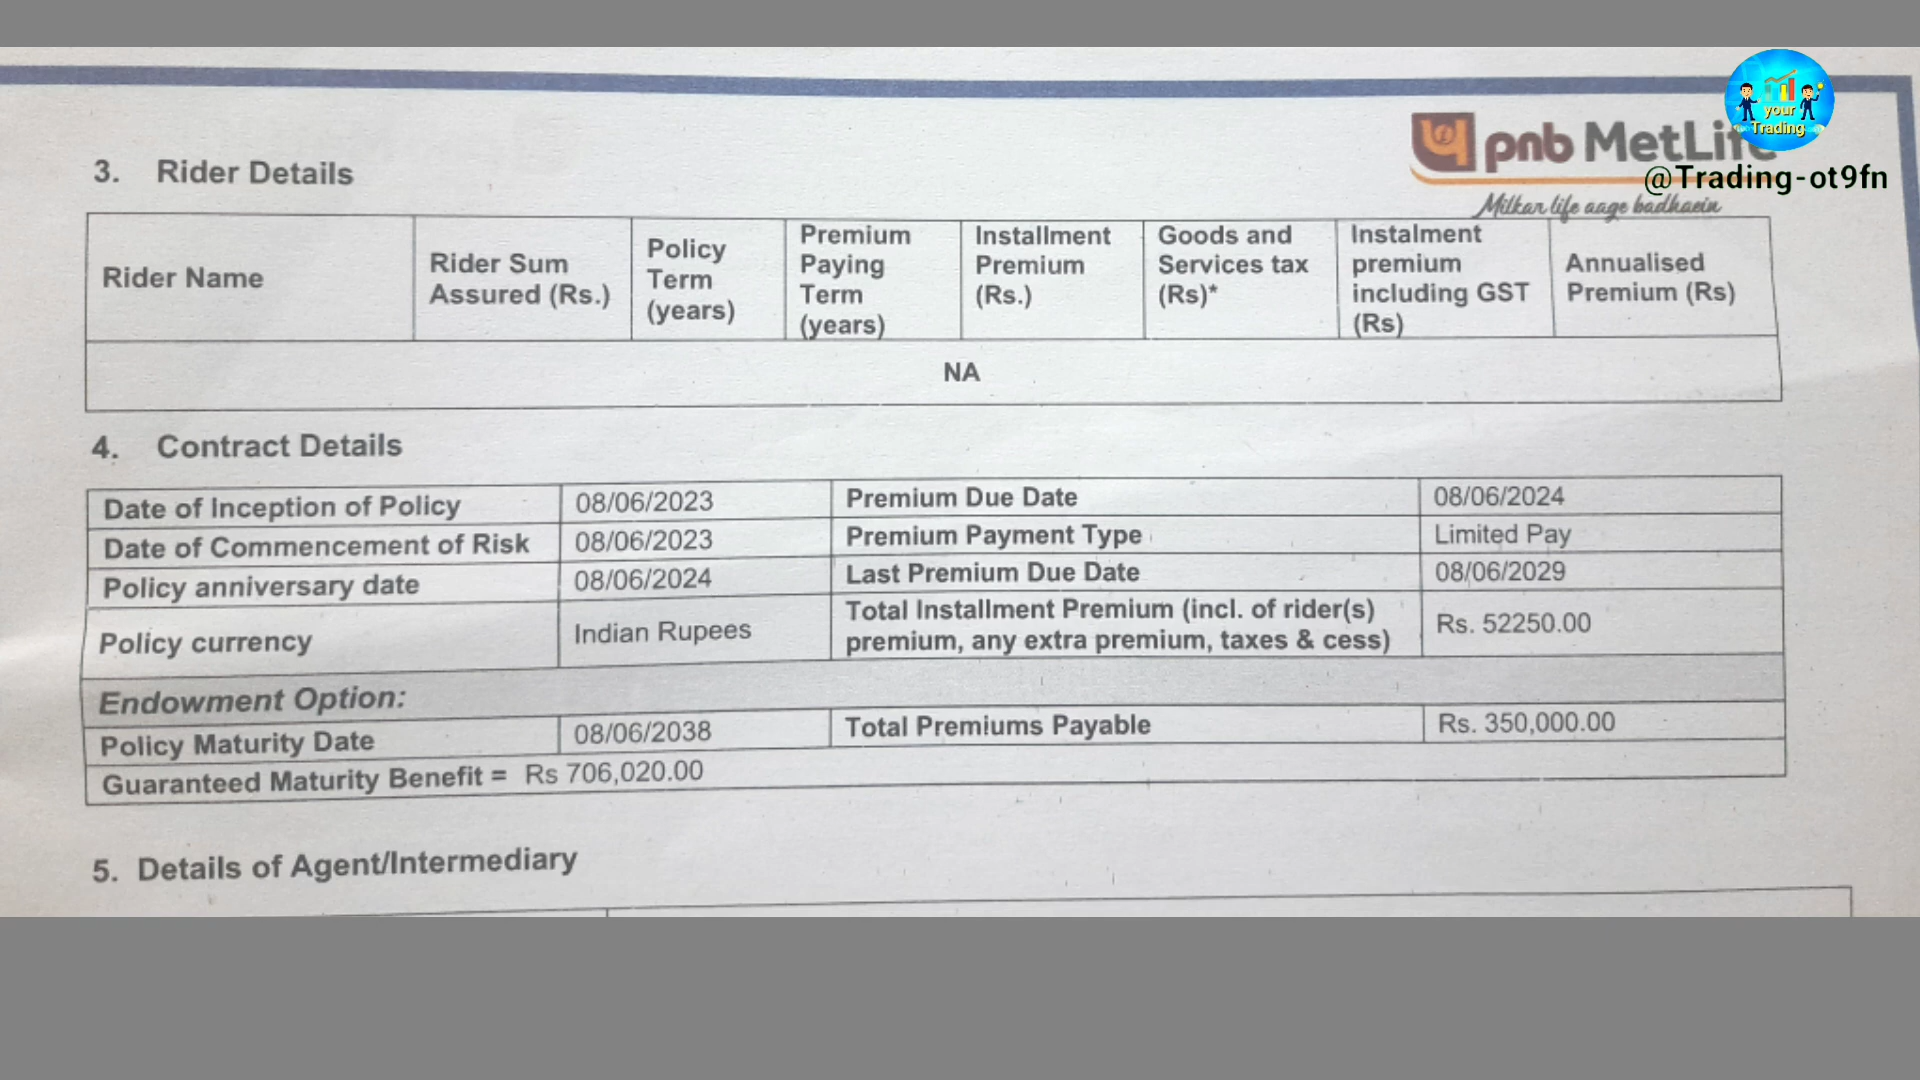 your
Trading
पı pnb MetLife
@Trading-ot9fn
Milkar life aage badhaein
3. Rider Details
Rider Name
Rider Sum
Assured (Rs.)
Policy
Term
(years)
Premium
Paying
Term
(years)
Installment
Premium
(Rs.)
Goods and
Services tax
(Rs)*
Instalment
premium
including GST
(Rs)
Annualised
Premium (Rs)
NA
4. Contract Details
Date of Inception of Policy 08/06/2023 Premium Due Date 08/06/2024
Date of Commencement of Risk 08/06/2023 Premium Payment Type Limited Pay
Policy anniversary date 08/06/2024 Last Premium Due Date 08/06/2029
Policy currency Indian Rupees
Total Installment Premium (incl. of rider(s)
premium, any extra premium, taxes & cess)
Rs. 52250.00
Endowment Option:
Policy Maturity Date 08/06/2038 Total Premiums Payable Rs. 350,000.00
Guaranteed Maturity Benefit = Rs 706,020.00
5. Details of Agent/Intermediary